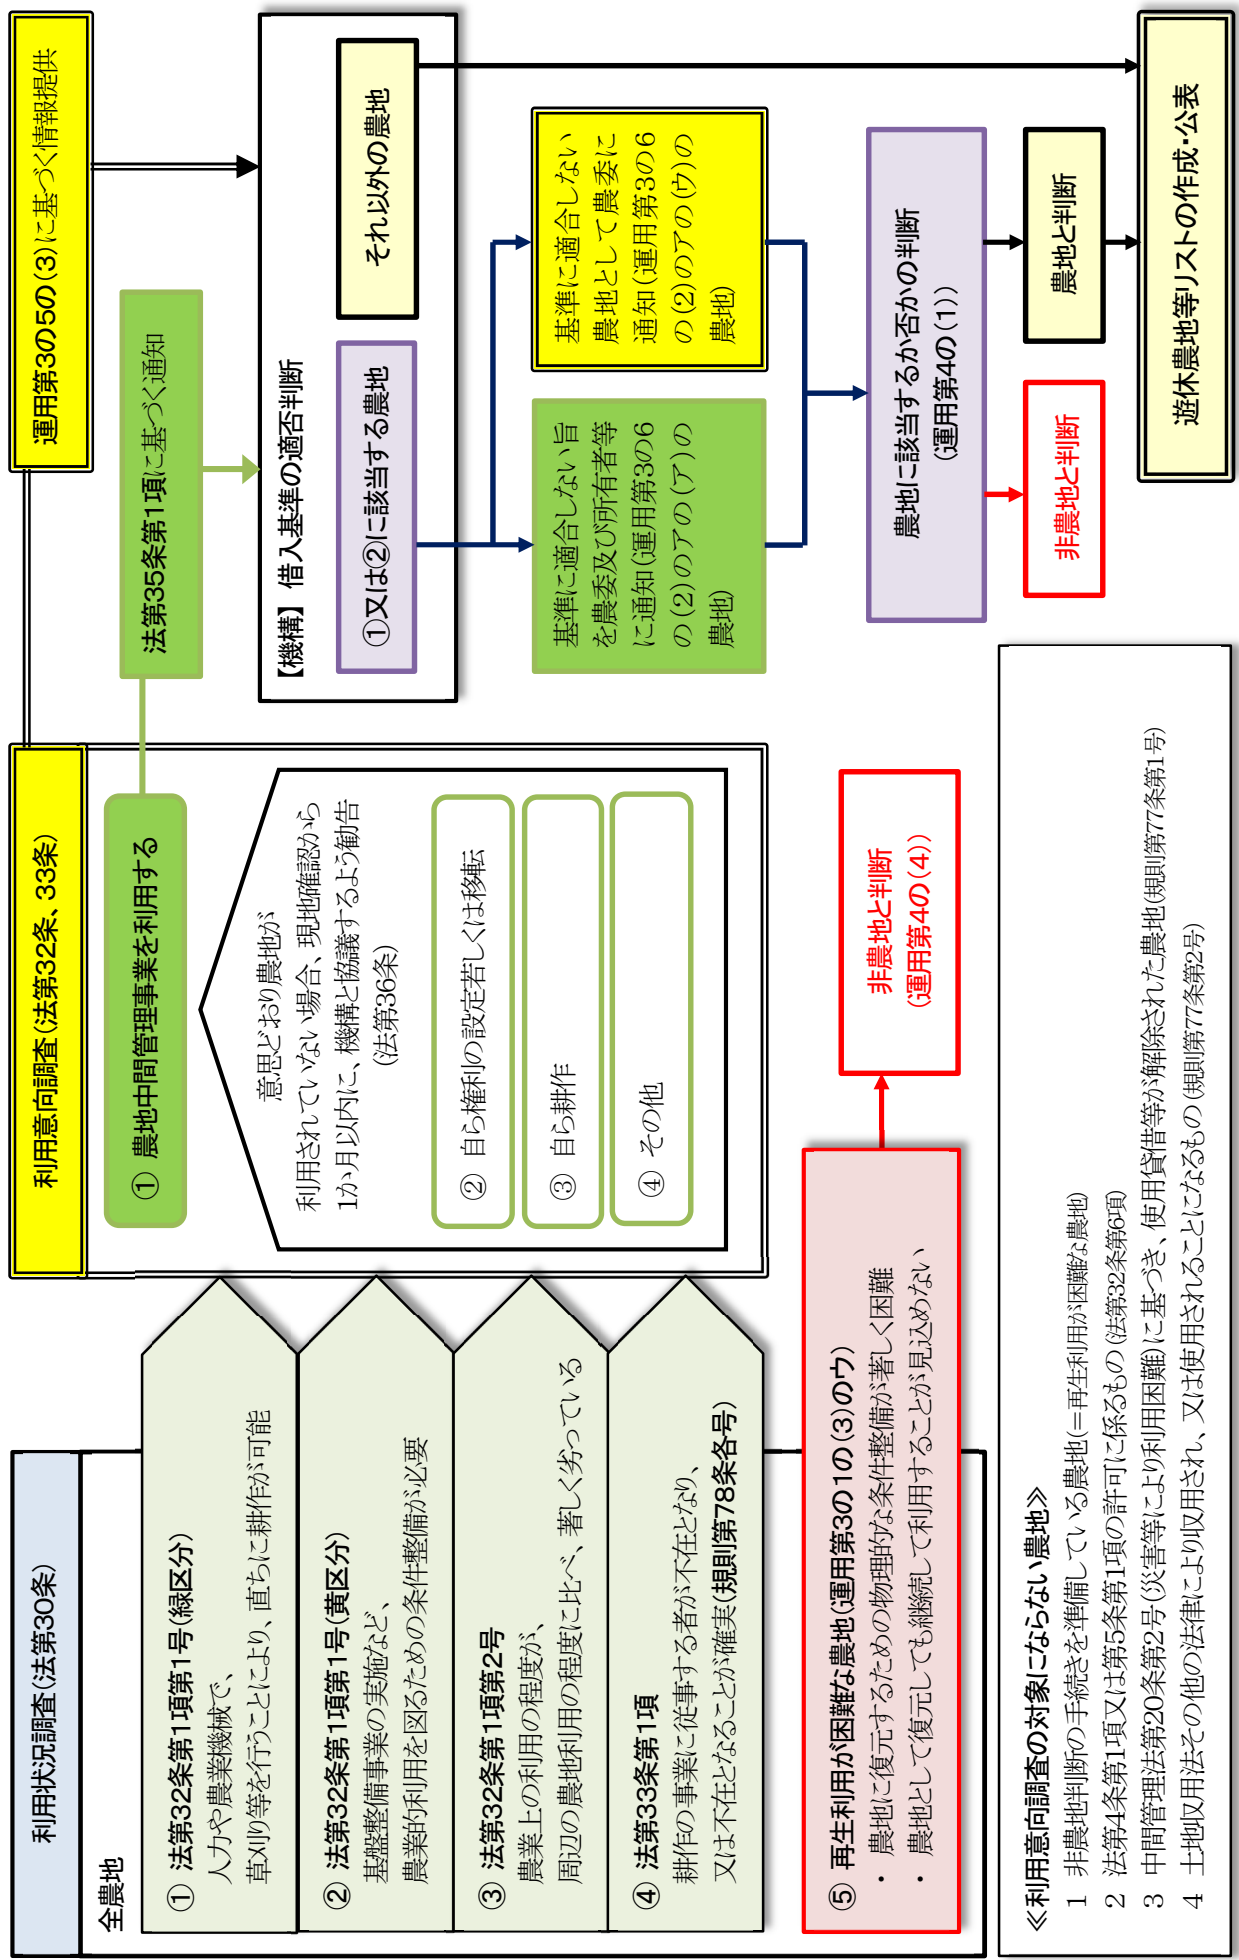 利用状況調査(法第30条)
全農地
① 法第32条第1項第1号(緑区分)
人力や農業機械で、
草刈り等を行うことにより、直ちに耕作が可能
② 法第32条第1項第1号(黄区分)
基盤整備事業の実施など、
農業的利用を図るための条件整備が必要
③ 法第32条第1項第2号
農業上の利用の程度が、
周辺の農地利用の程度に比べ、著しく劣っている
④ 法第33条第1項
耕作の事業に従事する者が不在となり、
又は不在となることが確実(規則第78条各号)
⑤ 再生利用が困難な農地(運用第3の1の(3)のウ)
・ 農地に復元するための物理的な条件整備が著しく困難
・ 農地として復元しても継続して利用することが見込めない
利用意向調査(法第32条、33条)
① 農地中間管理事業を利用する
意思どおり農地が
利用されていない場合、現地確認から
1か月以内に、機構と協議するよう勧告
(法第36条)
② 自ら権利の設定若しくは移転
③ 自ら耕作
④ その他
非農地と判断
(運用第4の(4))
運用第3の5の(3)に基づく情報提供
法第35条第1項に基づく通知
【機構】 借入基準の適否判断
①又は②に該当する農地
それ以外の農地
基準に適合しない旨
を農委及び所有者等
に通知(運用第3の6
の(2)のアの(ア)の
農地)
基準に適合しない
農地として農委に
通知(運用第3の6
の(2)のアの(ウ)の
農地)
農地に該当するか否かの判断
(運用第4の(1))
非農地と判断
農地と判断
遊休農地等リストの作成・公表
≪利用意向調査の対象にならない農地≫
1 非農地判断の手続きを準備している農地(=再生利用が困難な農地)
2 法第4条第1項又は第5条第1項の許可に係るもの(法第32条第6項)
3 中間管理法第20条第2号(災害等により利用困難)に基づき、使用貸借等が解除された農地(規則第77条第1号)
4 土地収用法その他の法律により収用され、又は使用されることになるもの(規則第77条第2号)